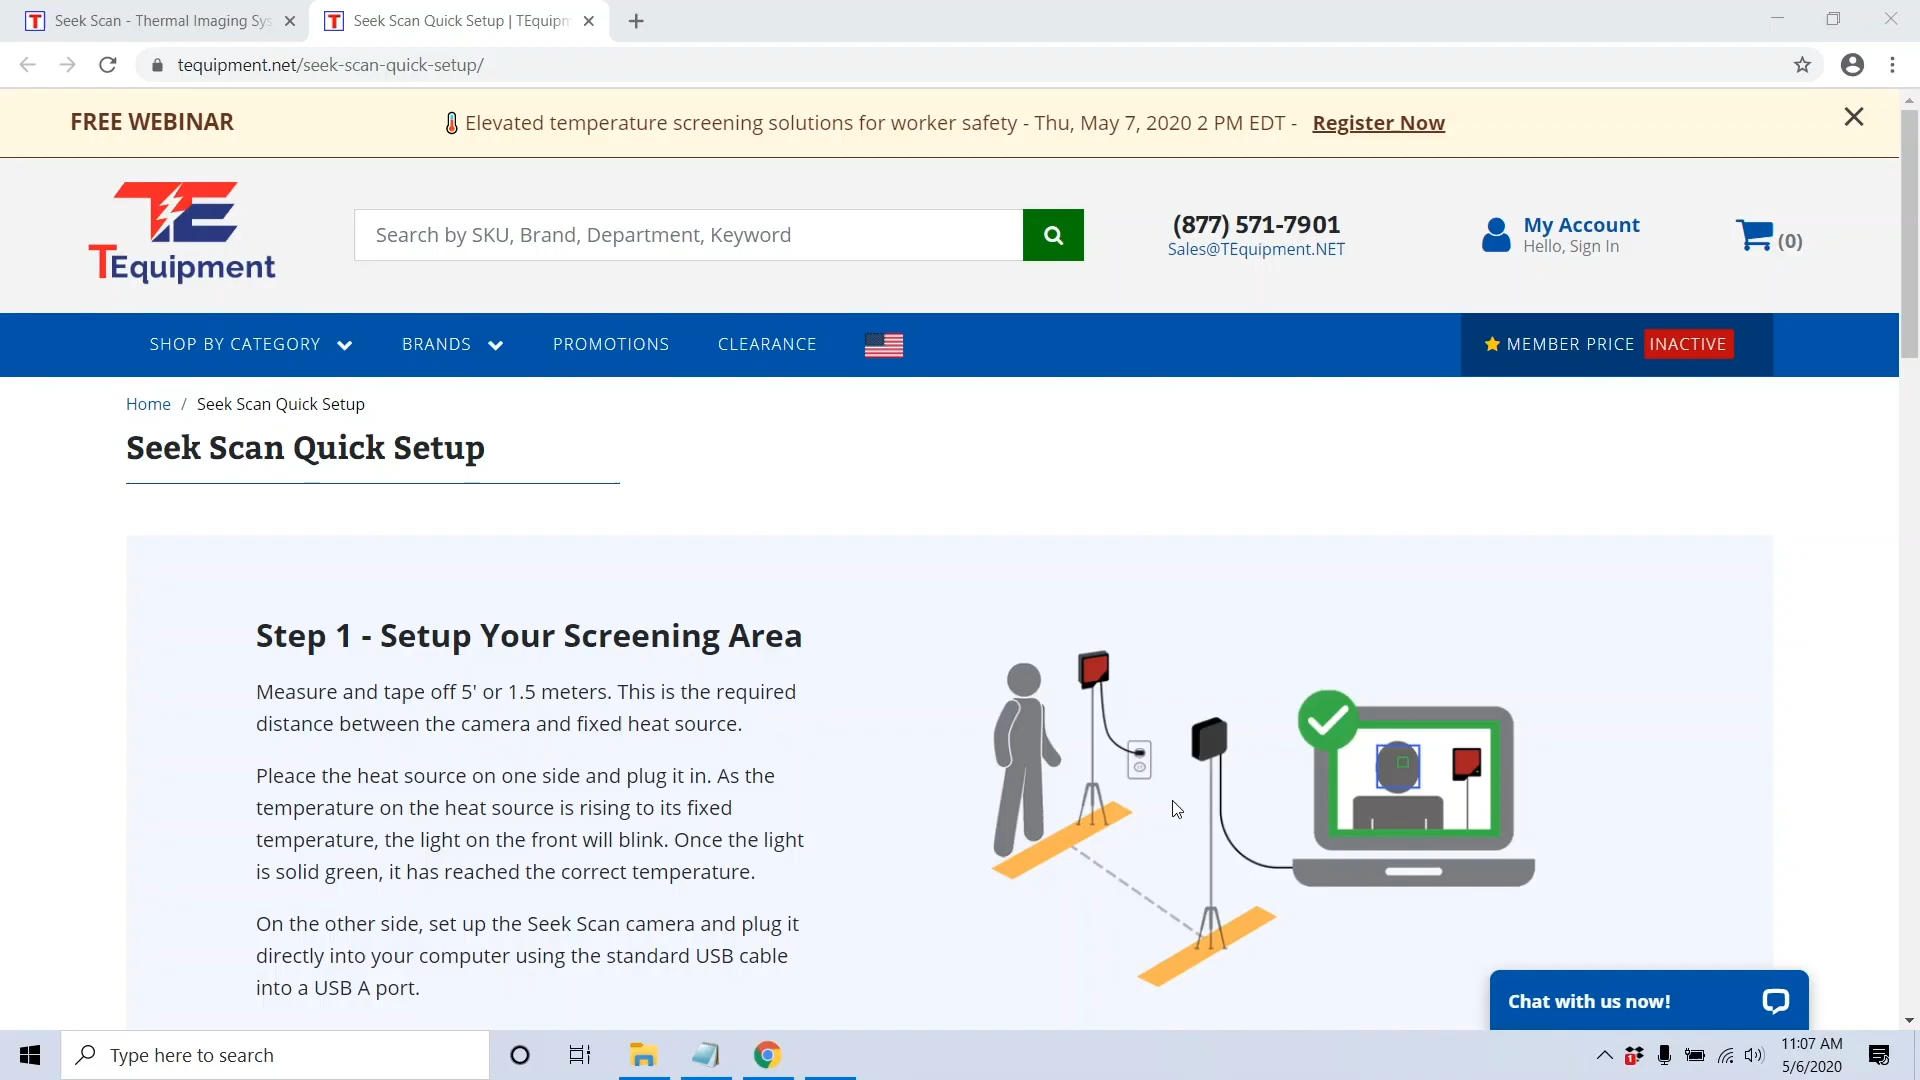 Seek Scan - Thermal Imaging Sys
Seek Scan Quick Setup | TEquipm
tequipment.net/seek-scan-quick-setup/
FREE WEBINAR
Elevated temperature screening solutions for worker safety - Thu, May 7, 2020 2 PM EDT - Register Now
TE
TEquipment
Search by SKU, Brand, Department, Keyword
(877) 571-7901
Sales@TEquipment.NET
My Account
Hello, Sign In
(0)
SHOP BY CATEGORY
BRANDS
PROMOTIONS
CLEARANCE
MEMBER PRICE INACTIVE
Home / Seek Scan Quick Setup
Seek Scan Quick Setup
Step 1 - Setup Your Screening Area
Measure and tape off 5' or 1.5 meters. This is the required
distance between the camera and fixed heat source.
Pleace the heat source on one side and plug it in. As the
temperature on the heat source is rising to its fixed
temperature, the light on the front will blink. Once the light
is solid green, it has reached the correct temperature.
On the other side, set up the Seek Scan camera and plug it
directly into your computer using the standard USB cable
into a USB A port.
Chat with us now!
Type here to search
1
11:07 AM
5/6/2020